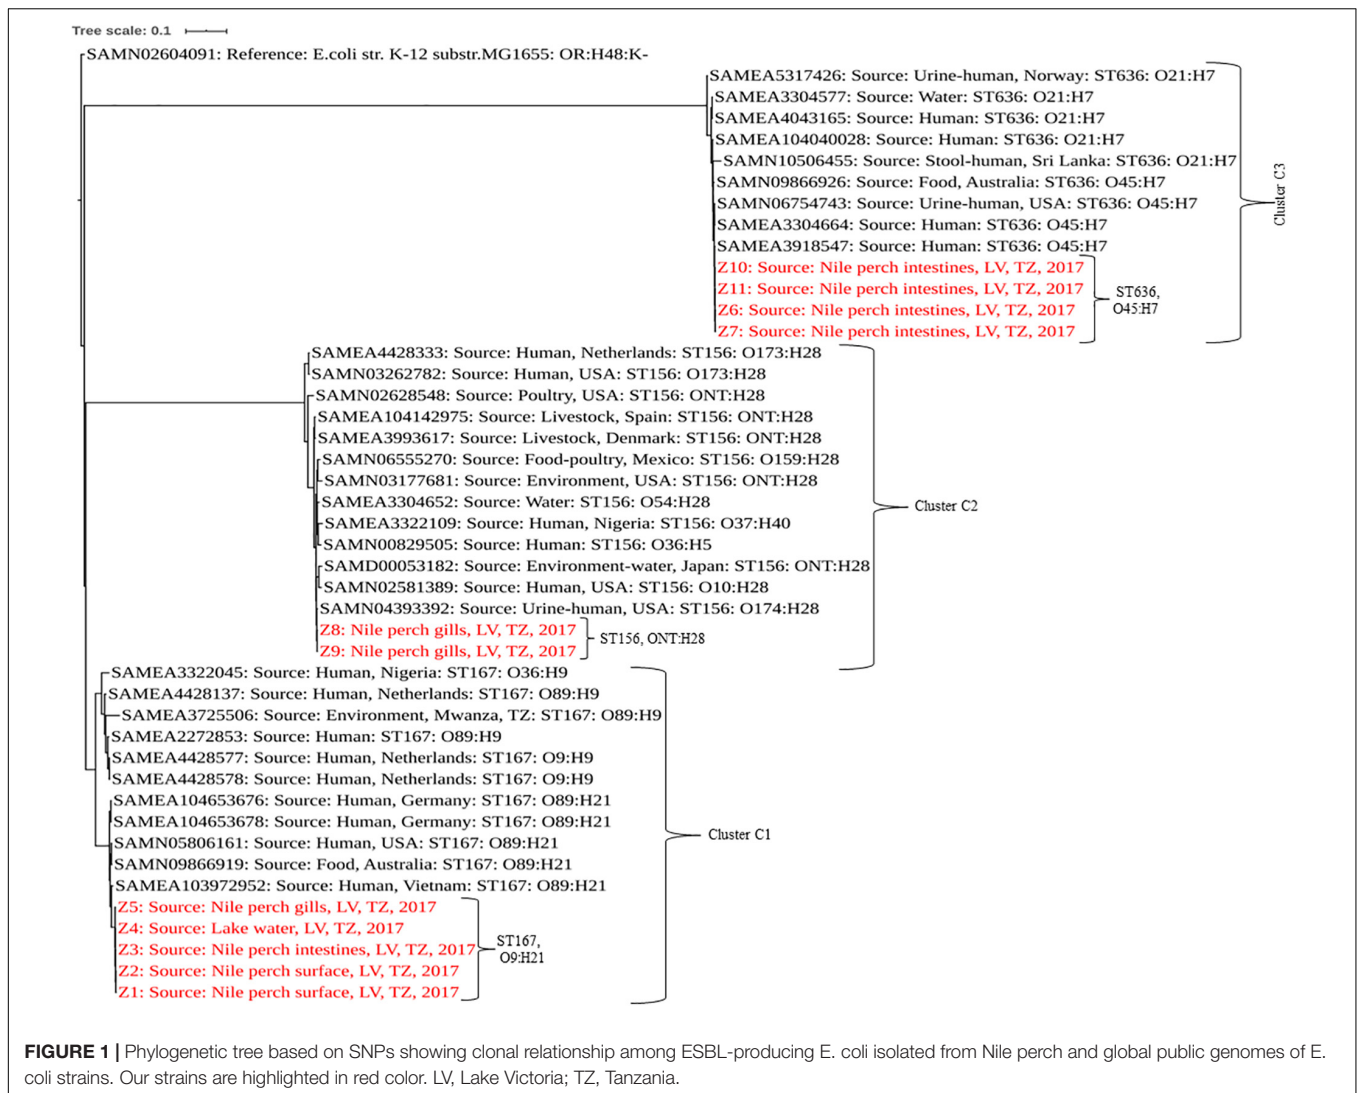 Tree scale: 0.1
SAMN02604091: Reference: E.coli str. K-12 substr.MG1655: OR:H48:K-
SAMEA5317426: Source: Urine-human, Norway: ST636: O21:H7
SAMEA3304577: Source: Water: ST636: O21:H7
SAMEA4043165: Source: Human: ST636: O21:H7
SAMEA104040028: Source: Human: ST636: O21:H7
SAMN10506455: Source: Stool-human, Sri Lanka: ST636: O21:H7
SAMN09866926: Source: Food, Australia: ST636: O45:H7
SAMN06754743: Source: Urine-human, USA: ST636: O45:H7
SAMEA3304664: Source: Human: ST636: O45:H7
SAMEA3918547: Source: Human: ST636: O45:H7
Z10: Source: Nile perch intestines, LV, TZ, 2017
Z11: Source: Nile perch intestines, LV, TZ, 2017
Z6: Source: Nile perch intestines, LV, TZ, 2017
Z7: Source: Nile perch intestines, LV, TZ, 2017
ST636,
O45:H7
Cluster C3
SAMEA4428333: Source: Human, Netherlands: ST156: O173:H28
SAMN03262782: Source: Human, USA: ST156: O173:H28
SAMN02628548: Source: Poultry, USA: ST156: ONT:H28
SAMEA104142975: Source: Livestock, Spain: ST156: ONT:H28
SAMEA3993617: Source: Livestock, Denmark: ST156: ONT:H28
SAMN06555270: Source: Food-poultry, Mexico: ST156: O159:H28
SAMN03177681: Source: Environment, USA: ST156: ONT:H28
SAMEA3304652: Source: Water: ST156: O54:H28
SAMEA3322109: Source: Human, Nigeria: ST156: O37:H40
SAMN00829505: Source: Human: ST156: O36:H5
SAMD00053182: Source: Environment-water, Japan: ST156: ONT:H28
SAMN02581389: Source: Human, USA: ST156: O10:H28
SAMN04393392: Source: Urine-human, USA: ST156: O174:H28
Z8: Nile perch gills, LV, TZ, 2017
Z9: Nile perch gills, LV, TZ, 2017
ST156, ONT:H28
Cluster C2
SAMEA3322045: Source: Human, Nigeria: ST167: O36:H9
SAMEA4428137: Source: Human, Netherlands: ST167: O89:H9
SAMEA3725506: Source: Environment, Mwanza, TZ: ST167: O89:H9
SAMEA2272853: Source: Human: ST167: O89:H9
SAMEA4428577: Source: Human, Netherlands: ST167: O9:H9
SAMEA4428578: Source: Human, Netherlands: ST167: O9:H9
SAMEA104653676: Source: Human, Germany: ST167: O89:H21
SAMEA104653678: Source: Human, Germany: ST167: O89:H21
SAMN05806161: Source: Human, USA: ST167: O89:H21
SAMN09866919: Source: Food, Australia: ST167: O89:H21
SAMEA103972952: Source: Human, Vietnam: ST167: O89:H21
Z5: Source: Nile perch gills, LV, TZ, 2017
Z4: Source: Lake water, LV, TZ, 2017
Z3: Source: Nile perch intestines, LV, TZ, 2017
Z2: Source: Nile perch surface, LV, TZ, 2017
Z1: Source: Nile perch surface, LV, TZ, 2017
ST167,
O9:H21
Cluster C1
FIGURE 1 | Phylogenetic tree based on SNPs showing clonal relationship among ESBL-producing E. coli isolated from Nile perch and global public genomes of E.
coli strains. Our strains are highlighted in red color. LV, Lake Victoria; TZ, Tanzania.